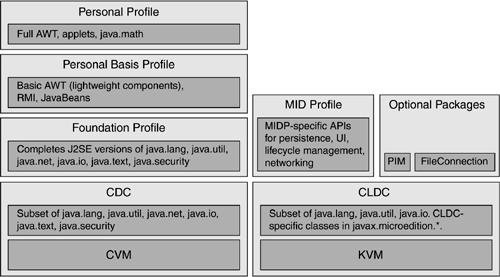 Personal Profile
Full AWT, applets, java.math
Personal Basis Profile
Basic AWT (lightweight components),
RMI, JavaBeans
Foundation Profile
Completes J2SE versions of java.lang, java.util,
java.net, java.io, java.text, java.security
CDC
Subset of java.lang, java.util, java.net, java.io,
java.text, java.security
CVM
MID Profile
MIDP-specific APIs
for persistence, UI,
lifecycle management,
networking
Optional Packages
PIM
FileConnection
CLDC
Subset of java.lang, java.util, java.io. CLDC-
specific classes in javax.microedition.*.
KVM